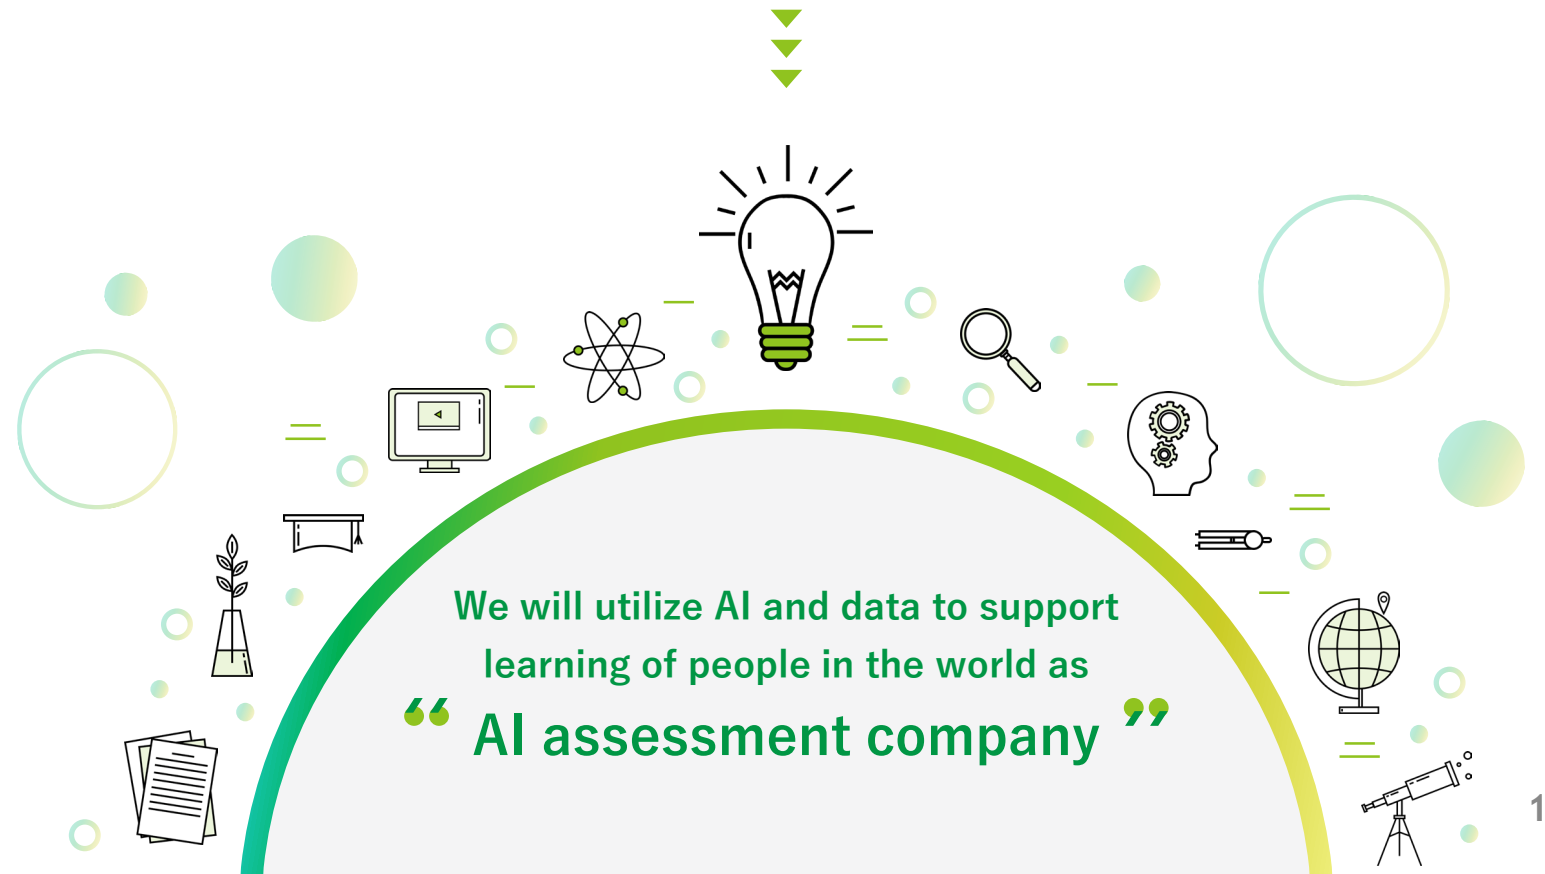 We will utilize AI and data to support
learning of people in the world as
“ AI assessment company ”
1